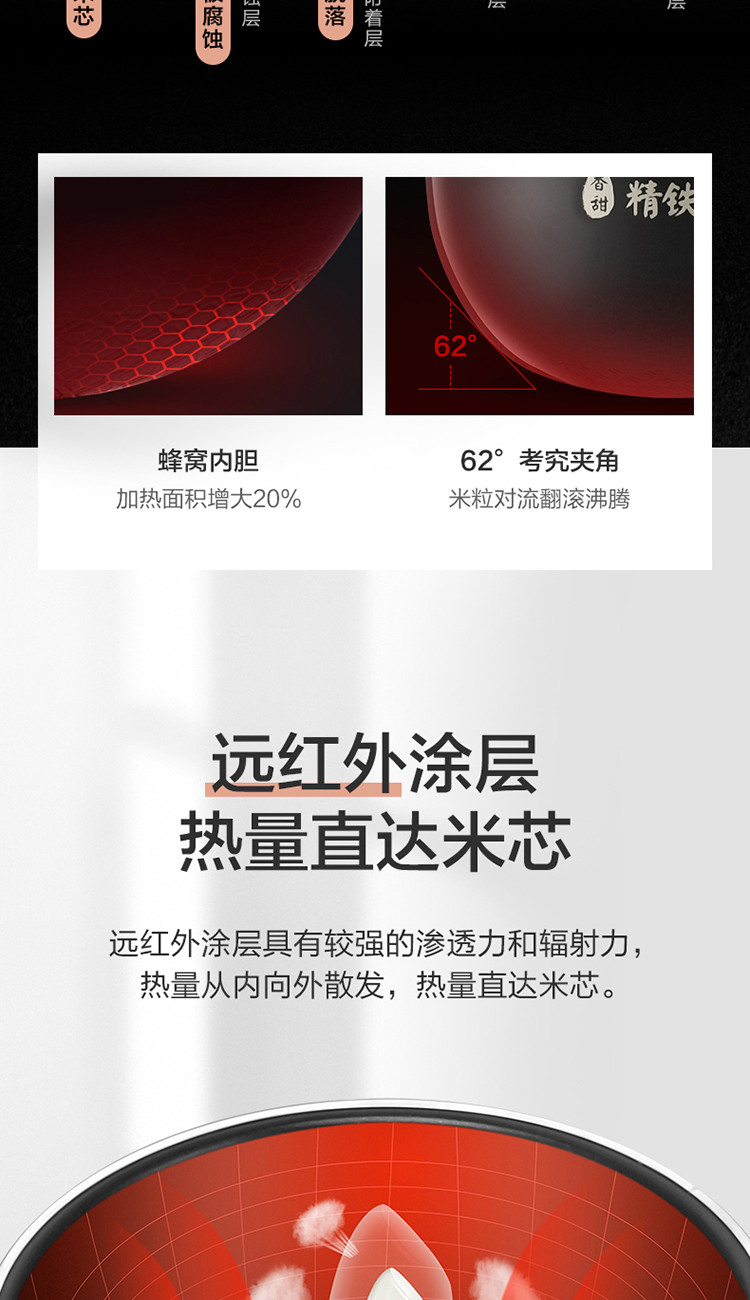 芯
腐蚀
层
落
着层
层
层
香甜
精铁
62°
蜂窝内胆
加热面积增大20%
62°考究夹角
米粒对流翻滚沸腾
远红外涂层
热量直达米芯
远红外涂层具有较强的渗透力和辐射力，
热量从内向外散发，热量直达米芯。